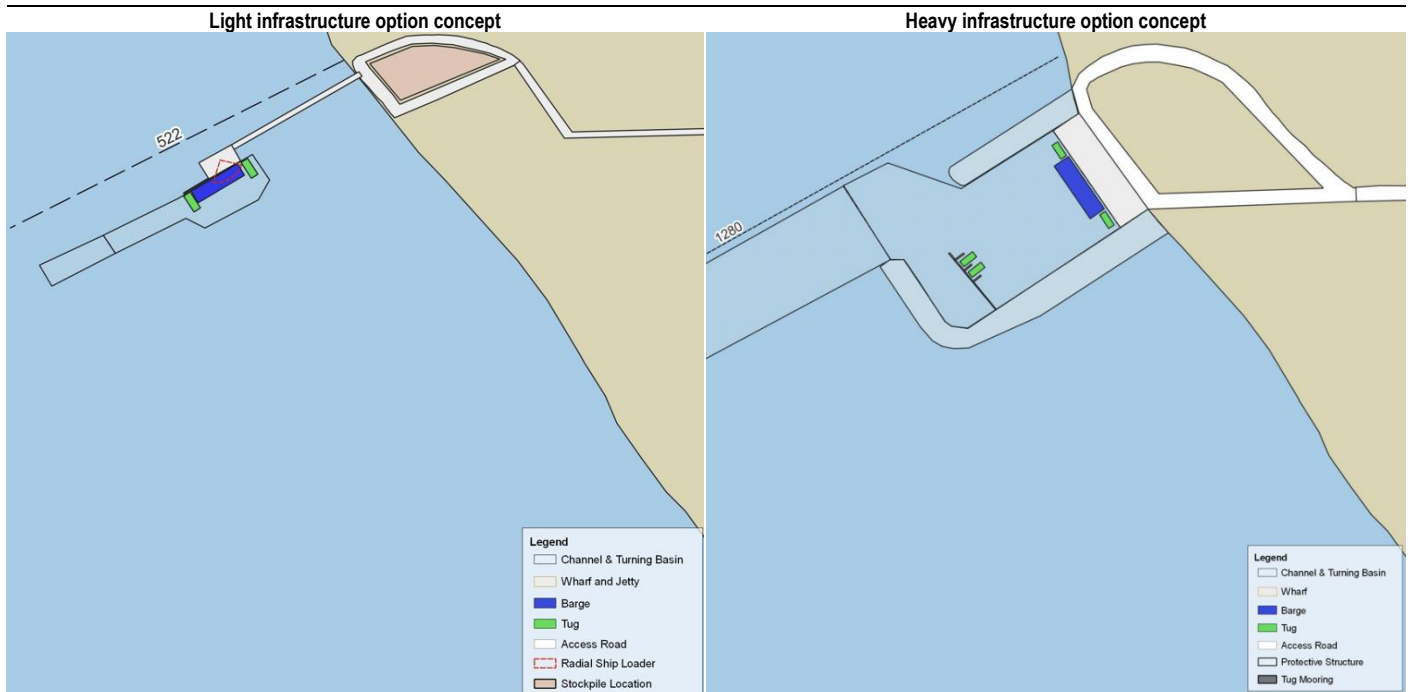 Light infrastructure option concept
Heavy infrastructure option concept
522
1280
Legend
Channel & Turning Basin
Wharf and Jetty
Barge
Tug
Access Road
Radial Ship Loader
Stockpile Location
Legend
Channel & Turning Basin
Wharf
Barge
Tug
Access Road
Protective Structure
Tug Mooring